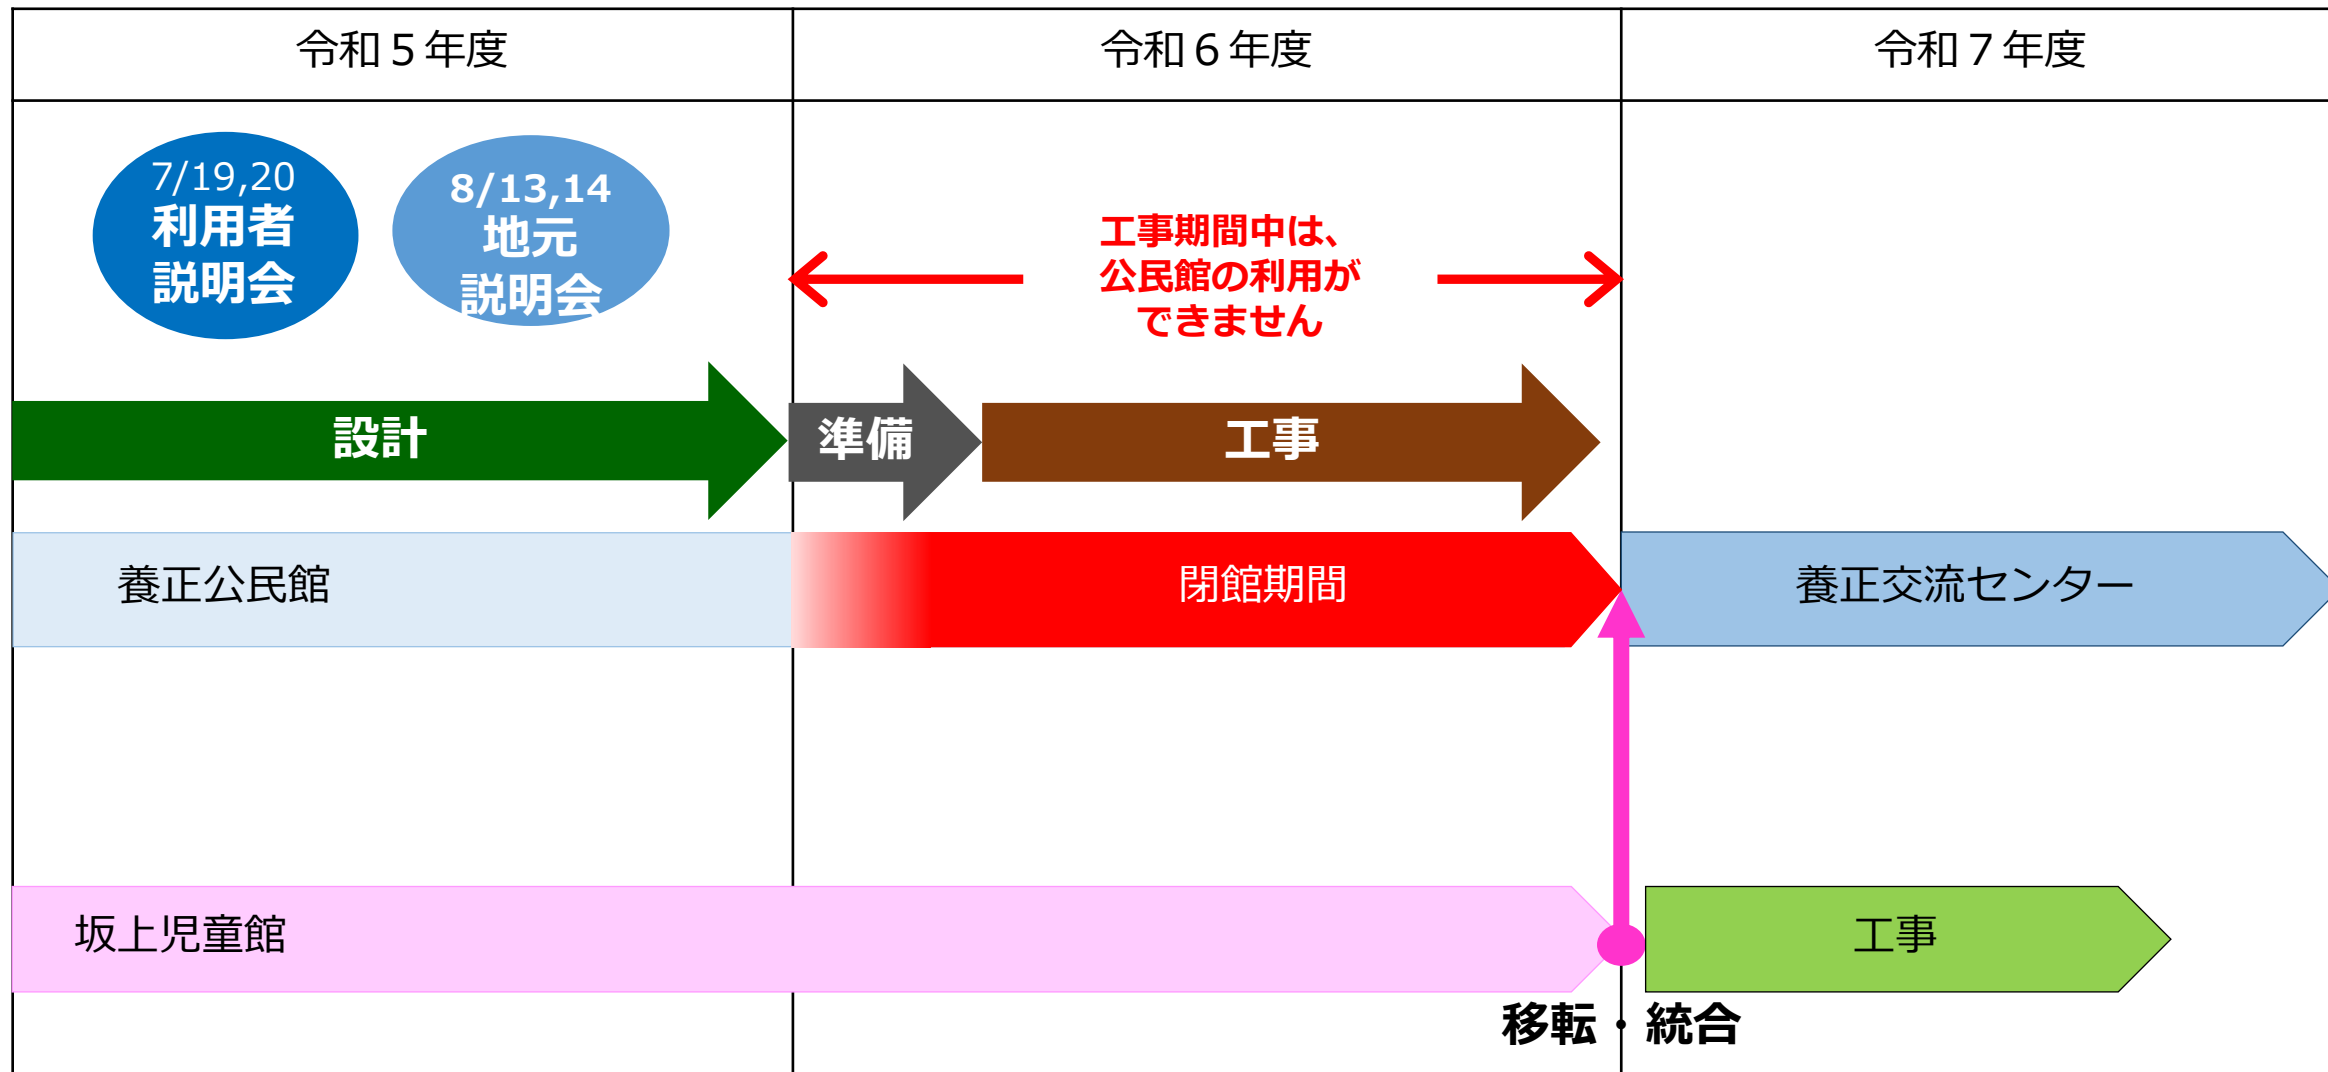 令和５年度
令和６年度
令和７年度
7/19,20
利用者
説明会
8/13,14
地元
説明会
工事期間中は、
公民館の利用が
できません
設計
準備
工事
養正公民館
閉館期間
養正交流センター
坂上児童館
工事
移転・統合